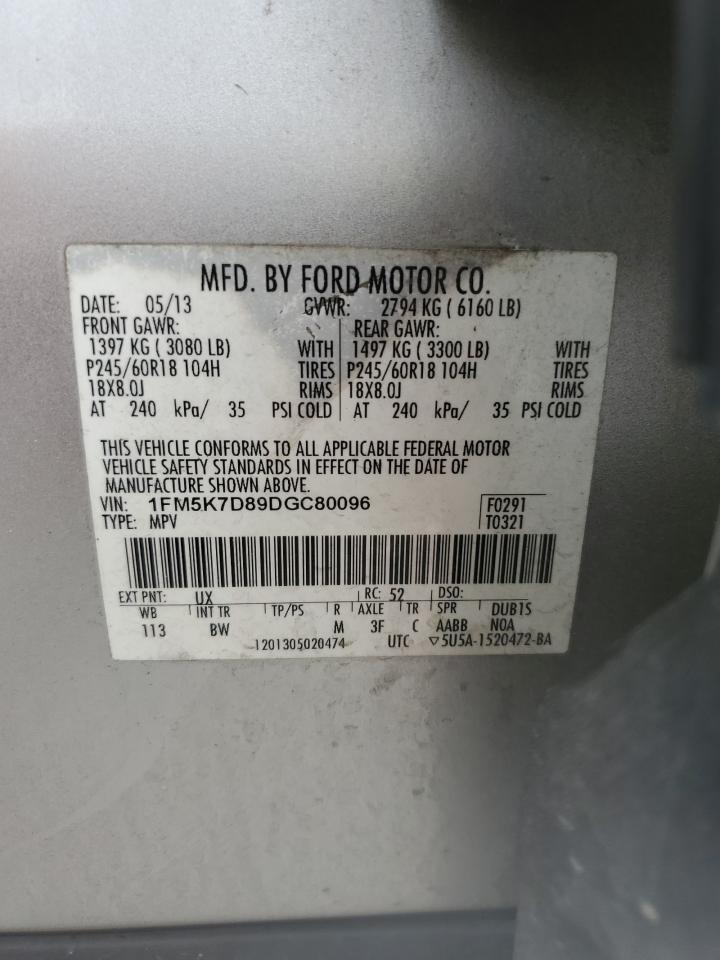 MFD. BY FORD MOTOR CO.
DATE: 05/13 GVWR: 2794 KG ( 6160 LB)
FRONT GAWR: REAR GAWR:
1397 KG ( 3080 LB) WITH 1497 KG ( 3300 LB) WITH
P245/60R18 104H TIRES P245/60R18 104H TIRES
18X8.0J RIMS 18X8.0J RIMS
AT 240 kPa/ 35 PSI COLD AT 240 kPa/ 35 PSI COLD
THIS VEHICLE CONFORMS TO ALL APPLICABLE FEDERAL MOTOR
VEHICLE SAFETY STANDARDS IN EFFECT ON THE DATE OF
MANUFACTURE SHOWN ABOVE.
VIN: 1FM5K7D89DGC80096 F0291
TYPE: MPV T0321
EXT PNT: UX RC: 52 DSO:
WB INT TR TP/PS R AXLE TR SPR DUB1S
113 BW M 3F C AABB NOA
1201305020474 UTC ▽5U5A-1520472-BA